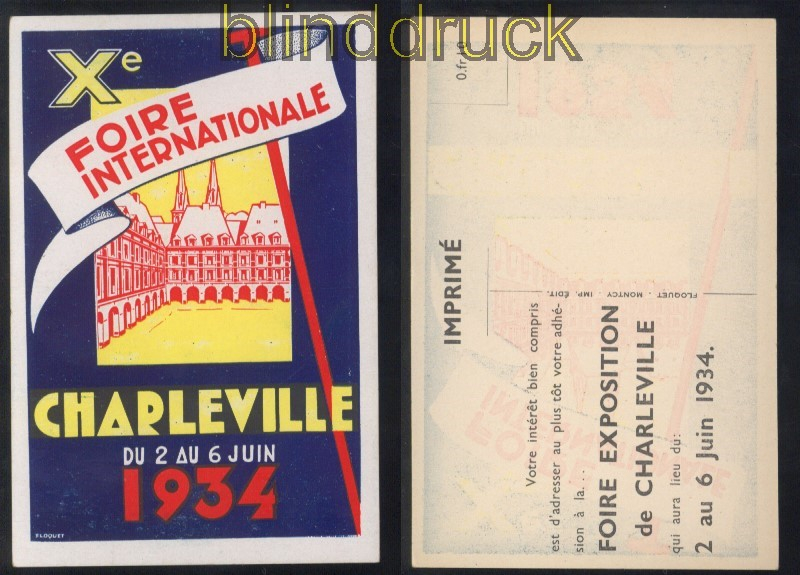 blinddruck
Xe
FOIRE
INTERNATIONALE
CHARLEVILLE
DU 2 AU 6 JUIN
1934
FLOQUET
0.fr 10
IMPRIMÉ
FLOQUET · MONTCY · IMP. ÉDIT.
Votre intérêt bien compris
est d'adresser au plus tôt votre adhé-
sion à la...
FOIRE EXPOSITION
de CHARLEVILLE
qui aura lieu du:
2 au 6 Juin 1934.